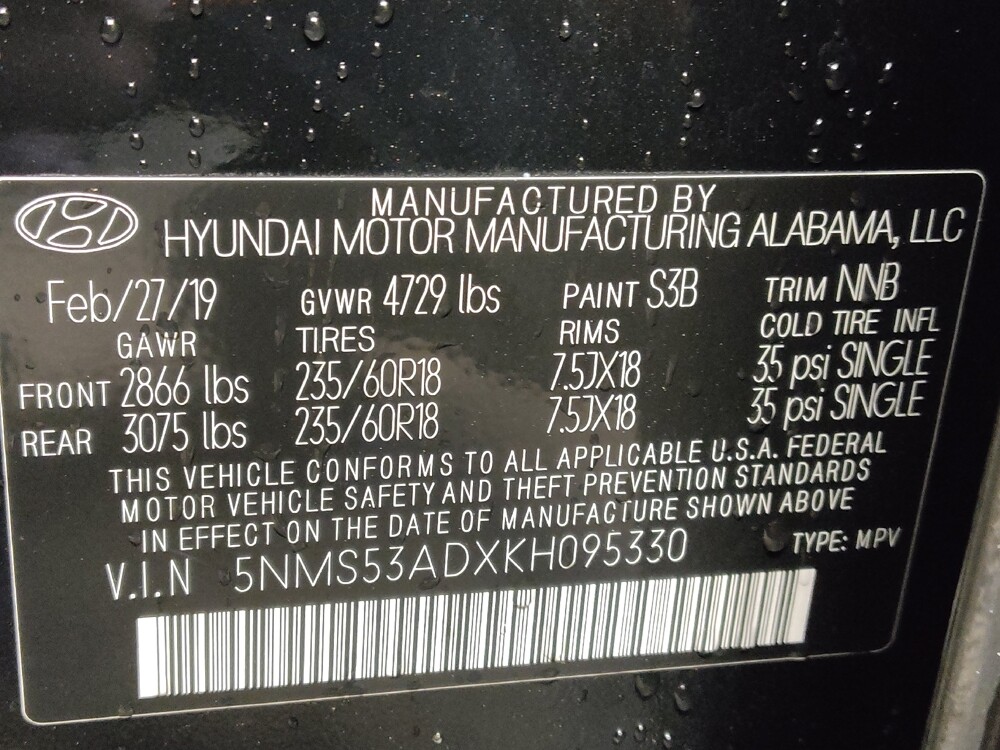 MANUFACTURED BY
HYUNDAI MOTOR MANUFACTURING ALABAMA, LLC
Feb/27/19 GVWR 4729 lbs PAINT S3B TRIM NNB
GAWR TIRES RIMS COLD TIRE INFL
FRONT 2866 lbs 235/60R18 7.5JX18 35 psi SINGLE
REAR 3075 lbs 235/60R18 7.5JX18 35 psi SINGLE
THIS VEHICLE CONFORMS TO ALL APPLICABLE U.S.A. FEDERAL
MOTOR VEHICLE SAFETY AND THEFT PREVENTION STANDARDS
IN EFFECT ON THE DATE OF MANUFACTURE SHOWN ABOVE
V.I.N 5NMS53ADXKH095330 TYPE: MPV